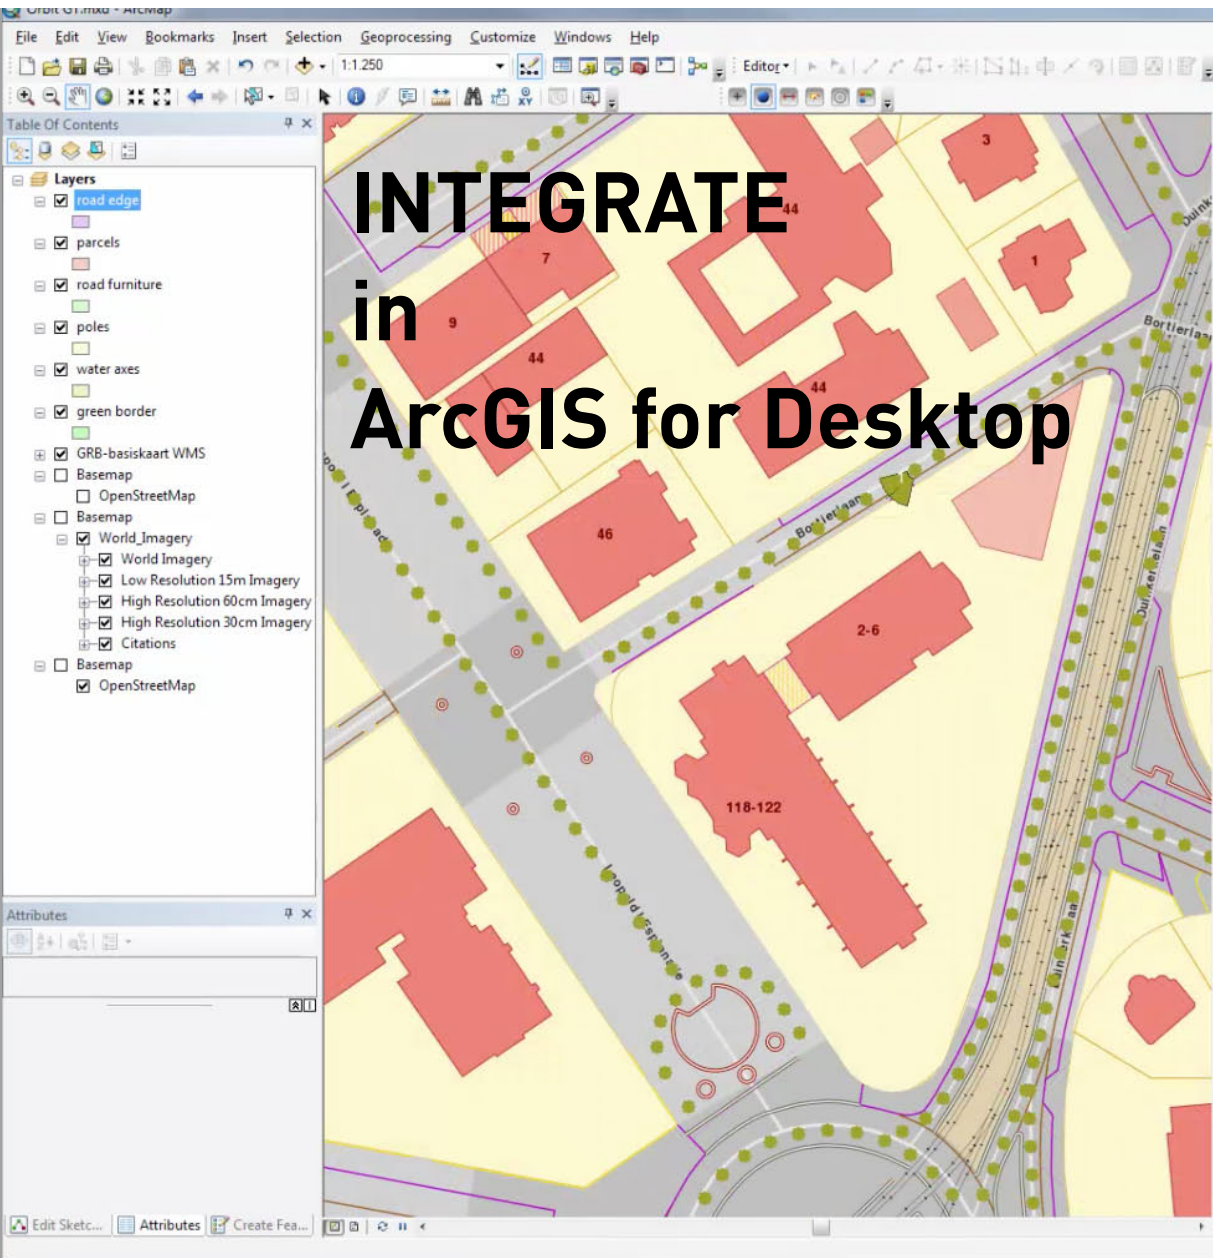 Orbit GT.mxd - ArcMap
File Edit View Bookmarks Insert Selection Geoprocessing Customize Windows Help
1:1.250
Editor
Table Of Contents
Layers
road edge
parcels
road furniture
poles
water axes
green border
GRB-basiskaart WMS
Basemap
OpenStreetMap
Basemap
World_Imagery
World Imagery
Low Resolution 15m Imagery
High Resolution 60cm Imagery
High Resolution 30cm Imagery
Citations
Basemap
OpenStreetMap
Attributes
Edit Sketc... Attributes Create Fea...
INTEGRATE
in
ArcGIS for Desktop
3
44
7
1
9
44
44
46
2-6
118-122
Bortierlaan
Bortierlaan
Duinkerkelaan
Leopold I Esplanade